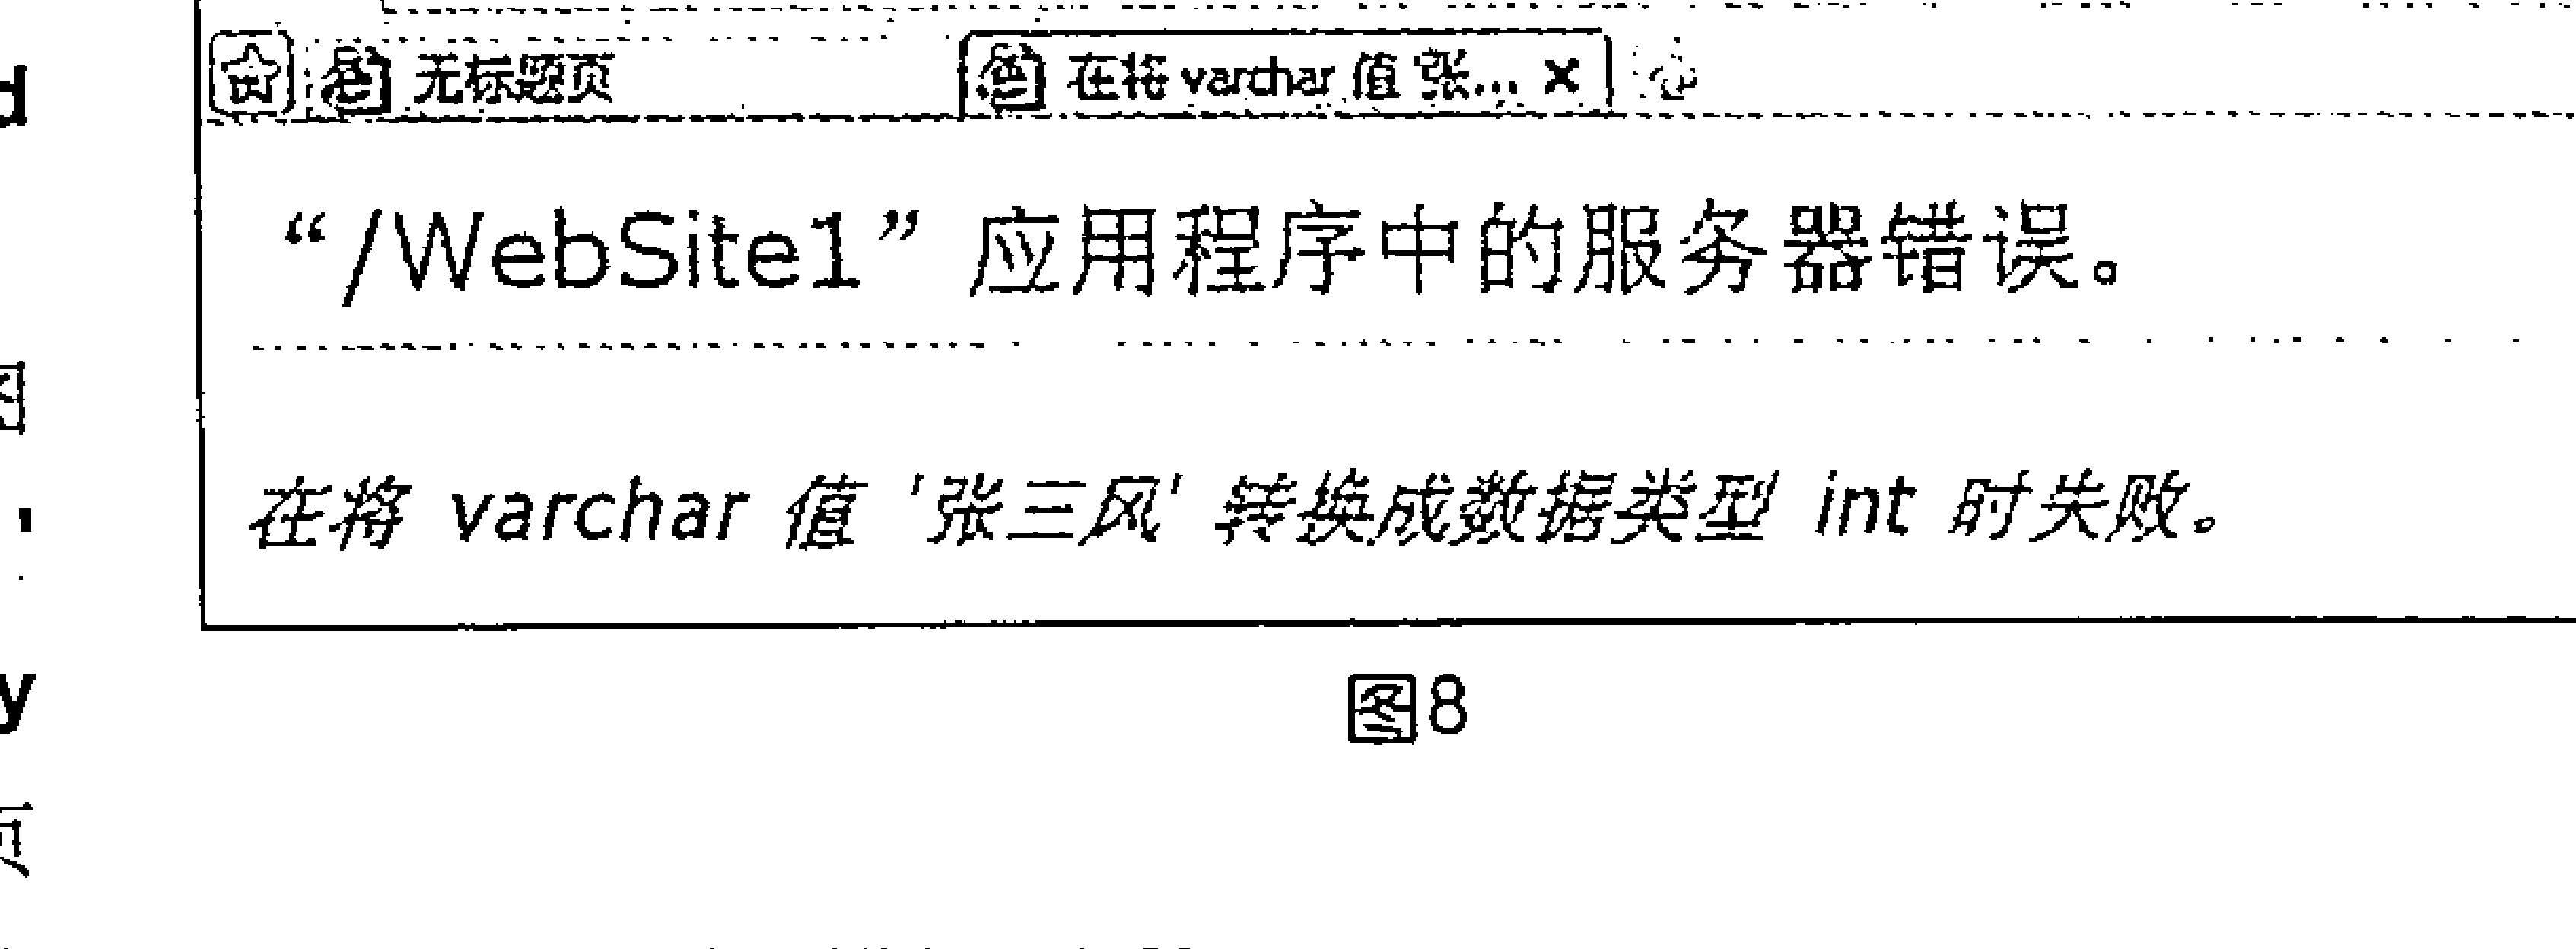 无标题页
在将 varchar 值 '张...
“/WebSite1” 应用程序中的服务器错误。
在将 varchar 值 '张三风' 转换成数据类型 int 时失败。
图8
d
图
y
页